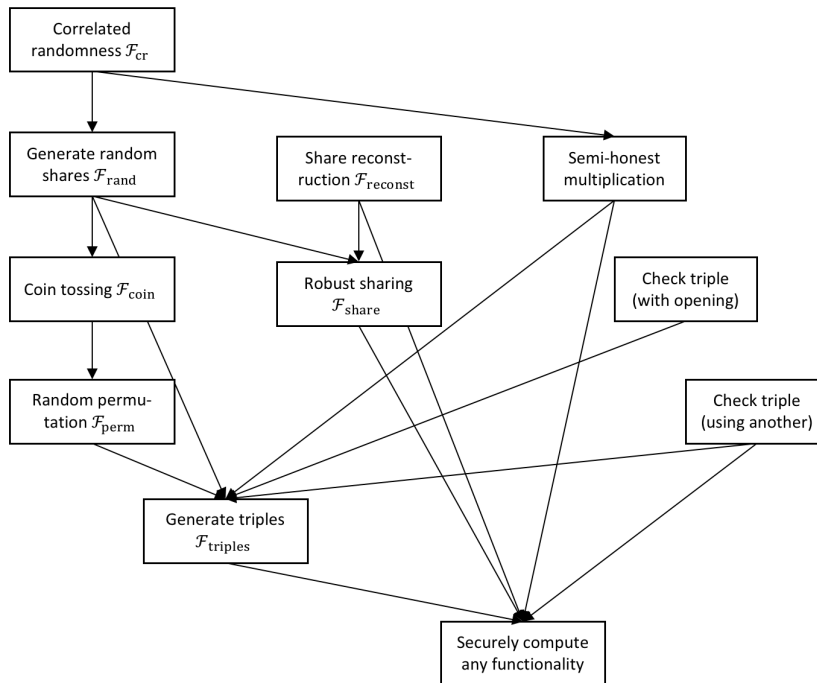 Correlated
randomness ℱcr
Generate random
shares ℱrand
Share reconst-
ruction ℱreconst
Semi-honest
multiplication
Coin tossing ℱcoin
Robust sharing
ℱshare
Check triple
(with opening)
Random permu-
tation ℱperm
Check triple
(using another)
Generate triples
ℱtriples
Securely compute
any functionality